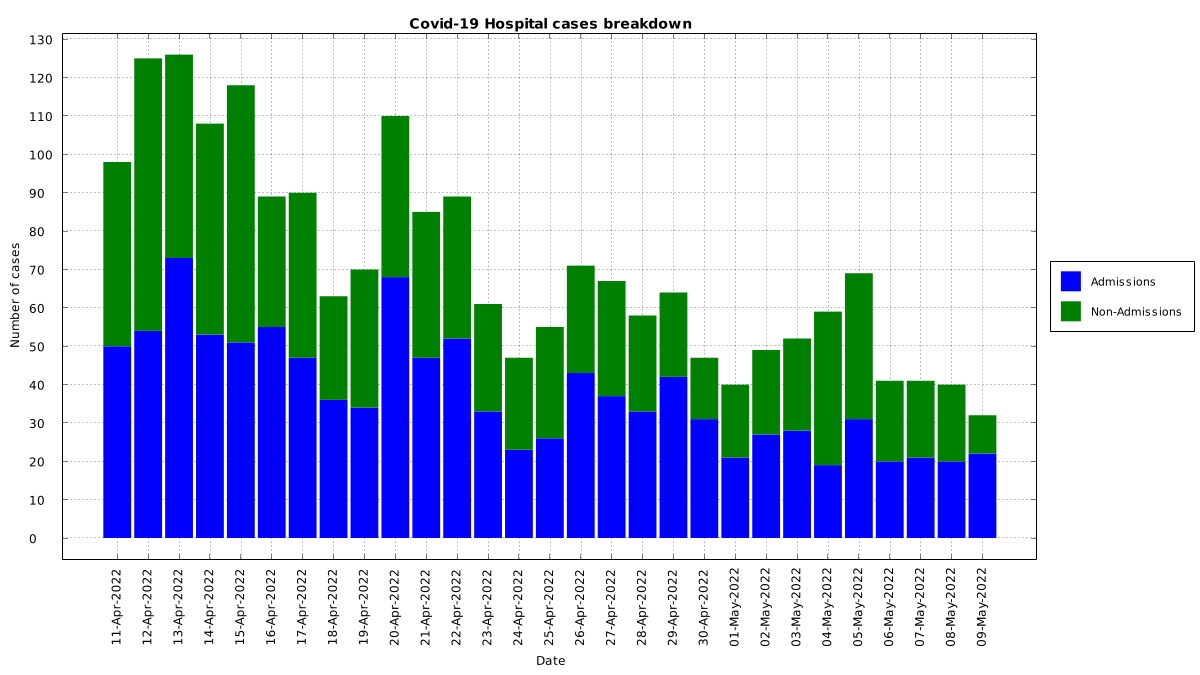 Covid-19 Hospital cases breakdown
130
120
110
100
90
80
70
60
50
40
30
20
10
0
Number of cases
11-Apr-2022
12-Apr-2022
13-Apr-2022
14-Apr-2022
15-Apr-2022
16-Apr-2022
17-Apr-2022
18-Apr-2022
19-Apr-2022
20-Apr-2022
21-Apr-2022
22-Apr-2022
23-Apr-2022
24-Apr-2022
25-Apr-2022
26-Apr-2022
27-Apr-2022
28-Apr-2022
29-Apr-2022
30-Apr-2022
01-May-2022
02-May-2022
03-May-2022
04-May-2022
05-May-2022
06-May-2022
07-May-2022
08-May-2022
09-May-2022
Date
Admissions
Non-Admissions